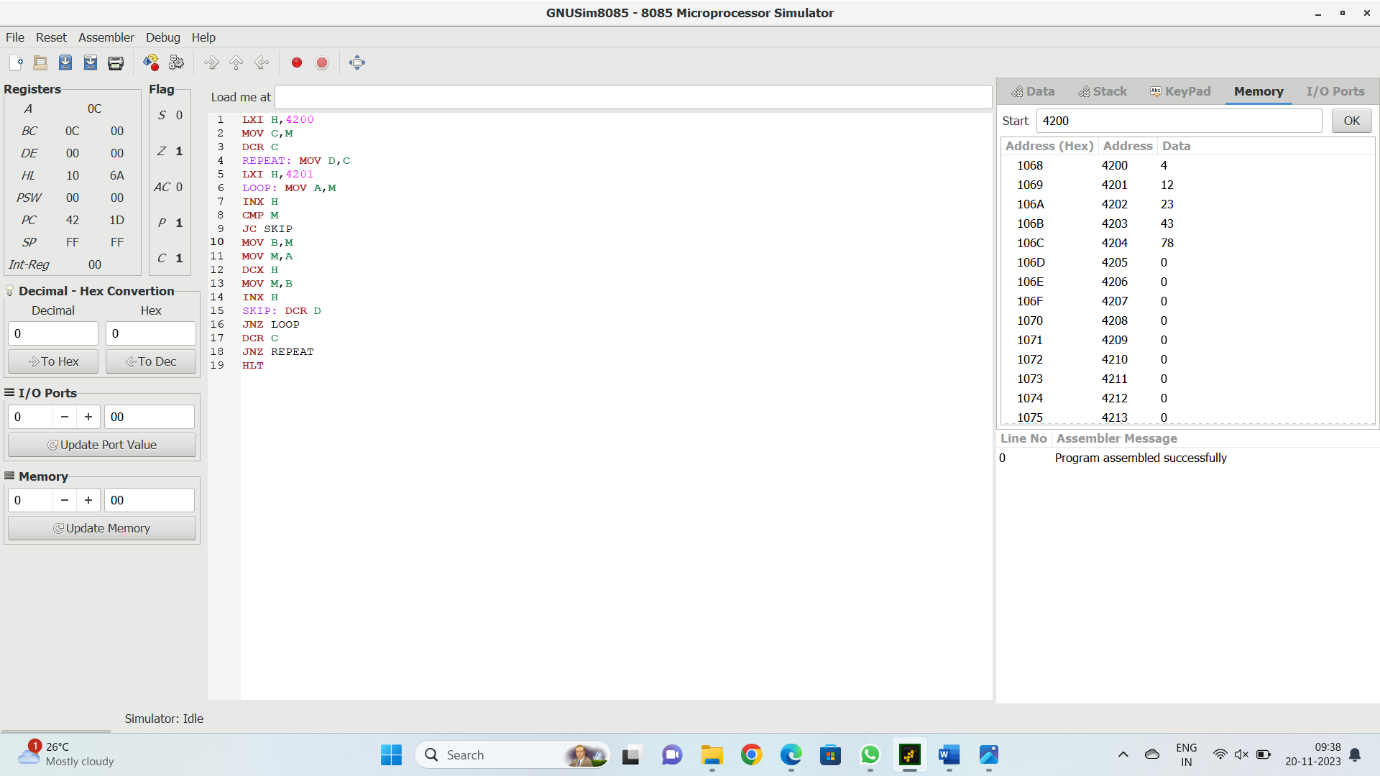 GNUSim8085 - 8085 Microprocessor Simulator
File Reset Assembler Debug Help
Registers
A 0C
BC 0C 00
DE 00 00
HL 10 6A
PSW 00 00
PC 42 1D
SP FF FF
Int-Reg 00
Flag
S 0
Z 1
AC 0
P 1
C 1
Decimal - Hex Convertion
Decimal Hex
0 0
To Hex To Dec
I/O Ports
0 − + 00
Update Port Value
Memory
0 − + 00
Update Memory
Load me at
1 LXI H,4200
2 MOV C,M
3 DCR C
4 REPEAT: MOV D,C
5 LXI H,4201
6 LOOP: MOV A,M
7 INX H
8 CMP M
9 JC SKIP
10 MOV B,M
11 MOV M,A
12 DCX H
13 MOV M,B
14 INX H
15 SKIP: DCR D
16 JNZ LOOP
17 DCR C
18 JNZ REPEAT
19 HLT
Data Stack Abc KeyPad Memory I/O Ports
Start 4200 OK
Address (Hex) Address Data
1068 4200 4
1069 4201 12
106A 4202 23
106B 4203 43
106C 4204 78
106D 4205 0
106E 4206 0
106F 4207 0
1070 4208 0
1071 4209 0
1072 4210 0
1073 4211 0
1074 4212 0
1075 4213 0
Line No Assembler Message
0 Program assembled successfully
Simulator: Idle
1 26°C
Mostly cloudy
Search
ENG
IN
09:38
20-11-2023